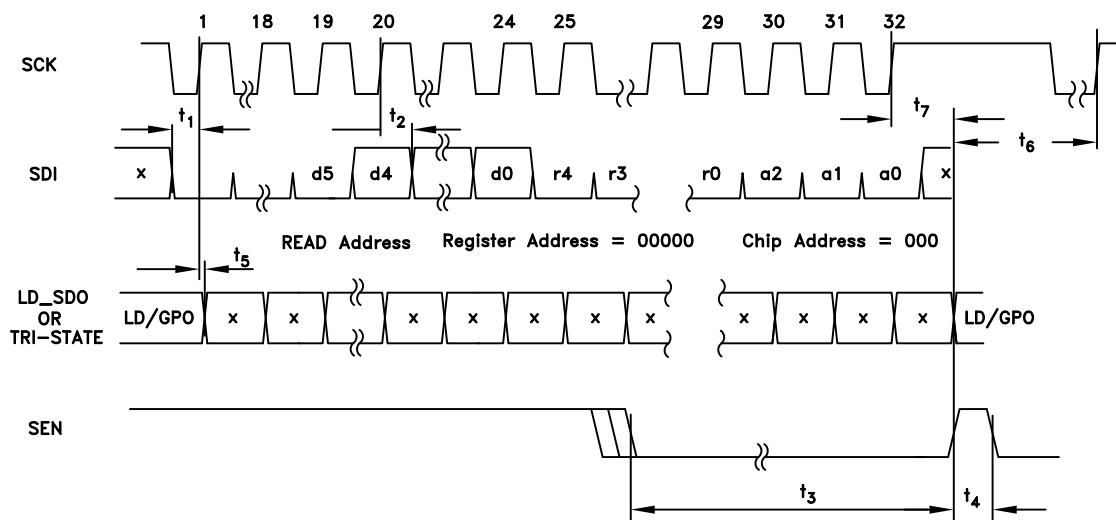 1 18 19 20 24 25 29 30 31 32
SCK
t1 t2 t7
t6
SDI
x d5 d4 d0 r4 r3 r0 a2 a1 a0 x
READ Address Register Address = 00000 Chip Address = 000
t5
LD_SDO
OR
TRI-STATE
LD/GPO x x x x x x x x x x x LD/GPO
SEN
t3 t4